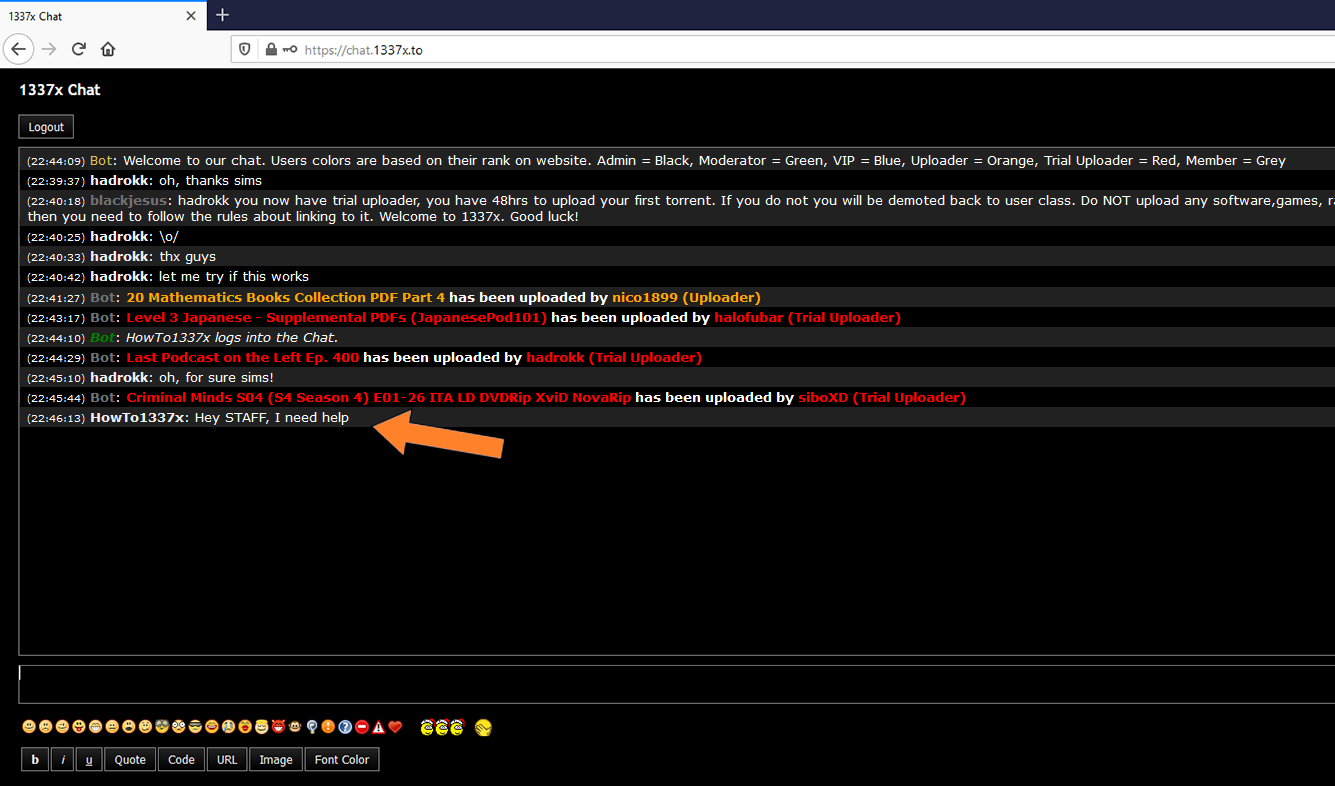 1337x Chat
https://chat.1337x.to
1337x Chat
Logout
(22:44:09) Bot: Welcome to our chat. Users colors are based on their rank on website. Admin = Black, Moderator = Green, VIP = Blue, Uploader = Orange, Trial Uploader = Red, Member = Grey
(22:39:37) hadrokk: oh, thanks sims
(22:40:18) blackjesus: hadrokk you now have trial uploader, you have 48hrs to upload your first torrent. If you do not you will be demoted back to user class. Do NOT upload any software,games,
then you need to follow the rules about linking to it. Welcome to 1337x. Good luck!
(22:40:25) hadrokk: \o/
(22:40:33) hadrokk: thx guys
(22:40:42) hadrokk: let me try if this works
(22:41:27) Bot: 20 Mathematics Books Collection PDF Part 4 has been uploaded by nico1899 (Uploader)
(22:43:17) Bot: Level 3 Japanese - Supplemental PDFs (JapanesePod101) has been uploaded by halofubar (Trial Uploader)
(22:44:10) Bot: HowTo1337x logs into the Chat.
(22:44:29) Bot: Last Podcast on the Left Ep. 400 has been uploaded by hadrokk (Trial Uploader)
(22:45:10) hadrokk: oh, for sure sims!
(22:45:44) Bot: Criminal Minds S04 (S4 Season 4) E01-26 ITA LD DVDRip XviD NovaRip has been uploaded by siboXD (Trial Uploader)
(22:46:13) HowTo1337x: Hey STAFF, I need help
b i u Quote Code URL Image Font Color